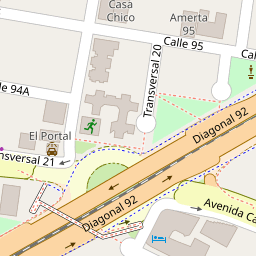 Casa
Chico
Amerta
95
Calle 95
Transversal 20
Calle
le 94A
El Portal
Diagonal 92
nsversal 21
Diagonal 92
Avenida Ca